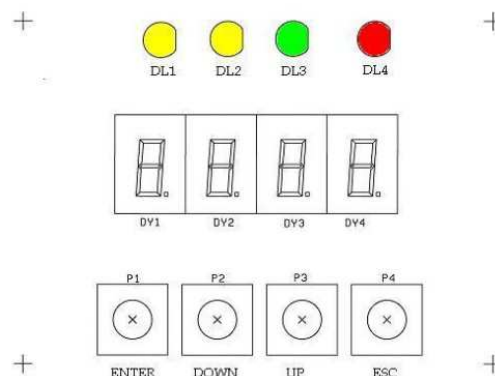 DL1 DL2 DL3 DL4
DY1 DY2 DY3 DY4
P1 P2 P3 P4
ENTER DOWN UP ESC